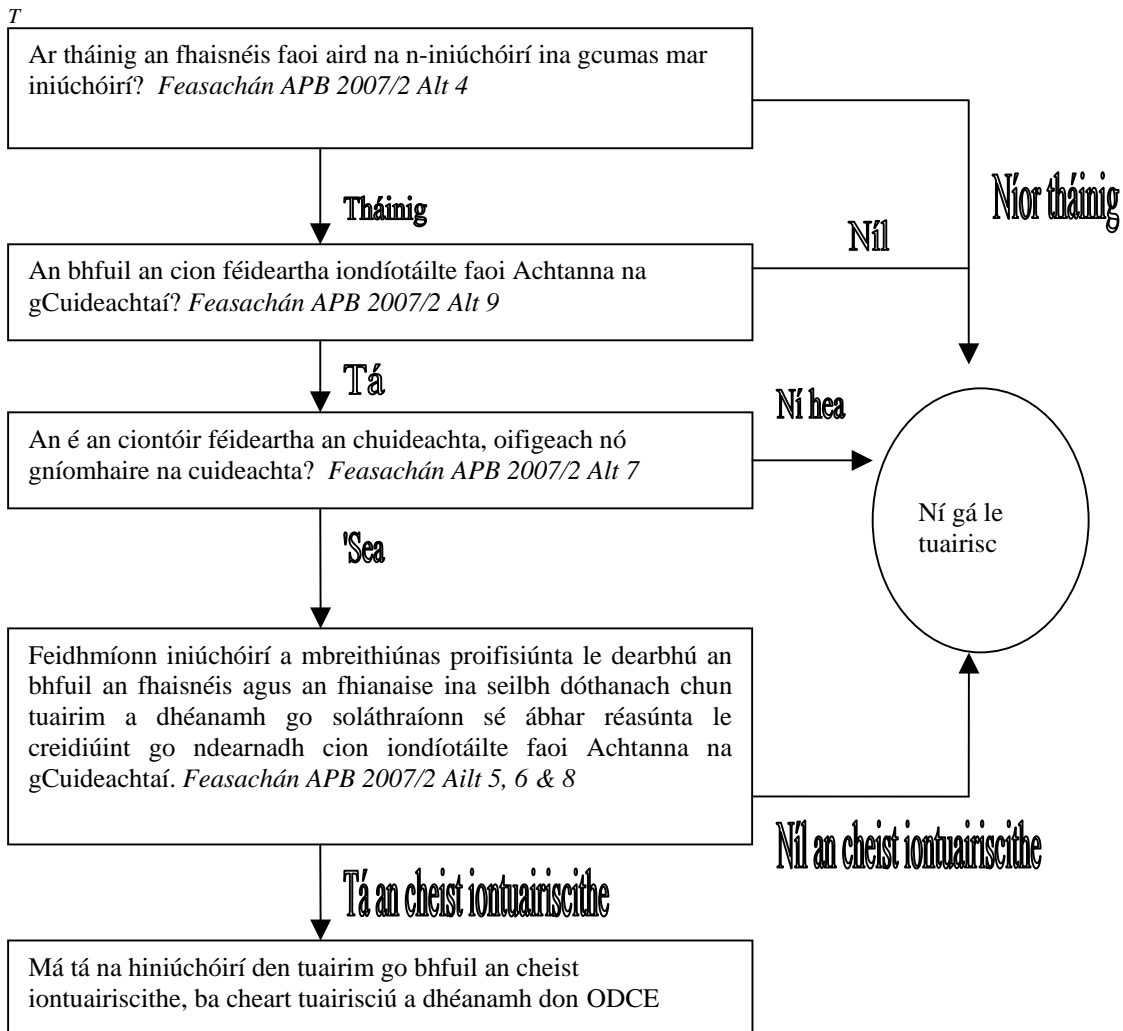 T
Ar tháinig an fhaisnéis faoi aird na n-iniúchóirí ina gcumas mar
iniúchóirí? Feasachán APB 2007/2 Alt 4
Níor tháinig
Tháinig
Níl
An bhfuil an cion féideartha iondíotáilte faoi Achtanna na
gCuideachtaí? Feasachán APB 2007/2 Alt 9
Tá
Ní hea
An é an ciontóir féideartha an chuideachta, oifigeach nó
gníomhaire na cuideachta? Feasachán APB 2007/2 Alt 7
Ní gá le
tuairisc
'Sea
Feidhmíonn iniúchóirí a mbreithiúnas proifisiúnta le dearbhú an
bhfuil an fhaisnéis agus an fhianaise ina seilbh dóthanach chun
tuairim a dhéanamh go soláthraíonn sé ábhar réasúnta le
creidiúint go ndearnadh cion iondíotáilte faoi Achtanna na
gCuideachtaí. Feasachán APB 2007/2 Ailt 5, 6 & 8
Níl an cheist iontuairiscithe
Tá an cheist iontuairiscithe
Má tá na hiniúchóirí den tuairim go bhfuil an cheist
iontuairiscithe, ba cheart tuairisciú a dhéanamh don ODCE